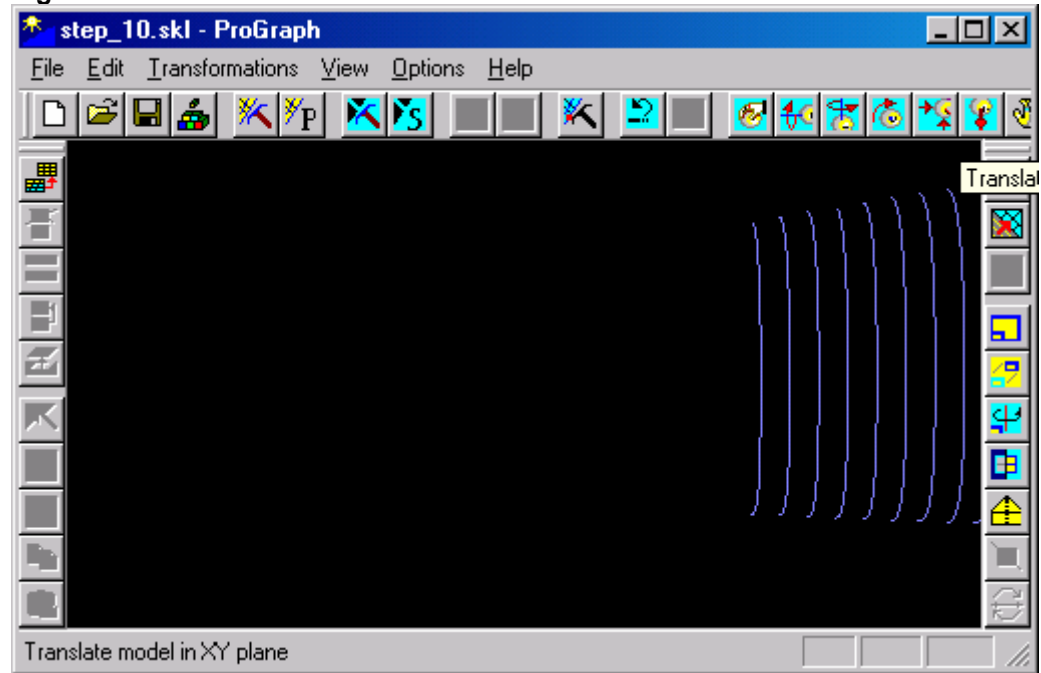 step_10.skl - ProGraph
File Edit Transformations View Options Help
P S
Translat
Translate model in XY plane